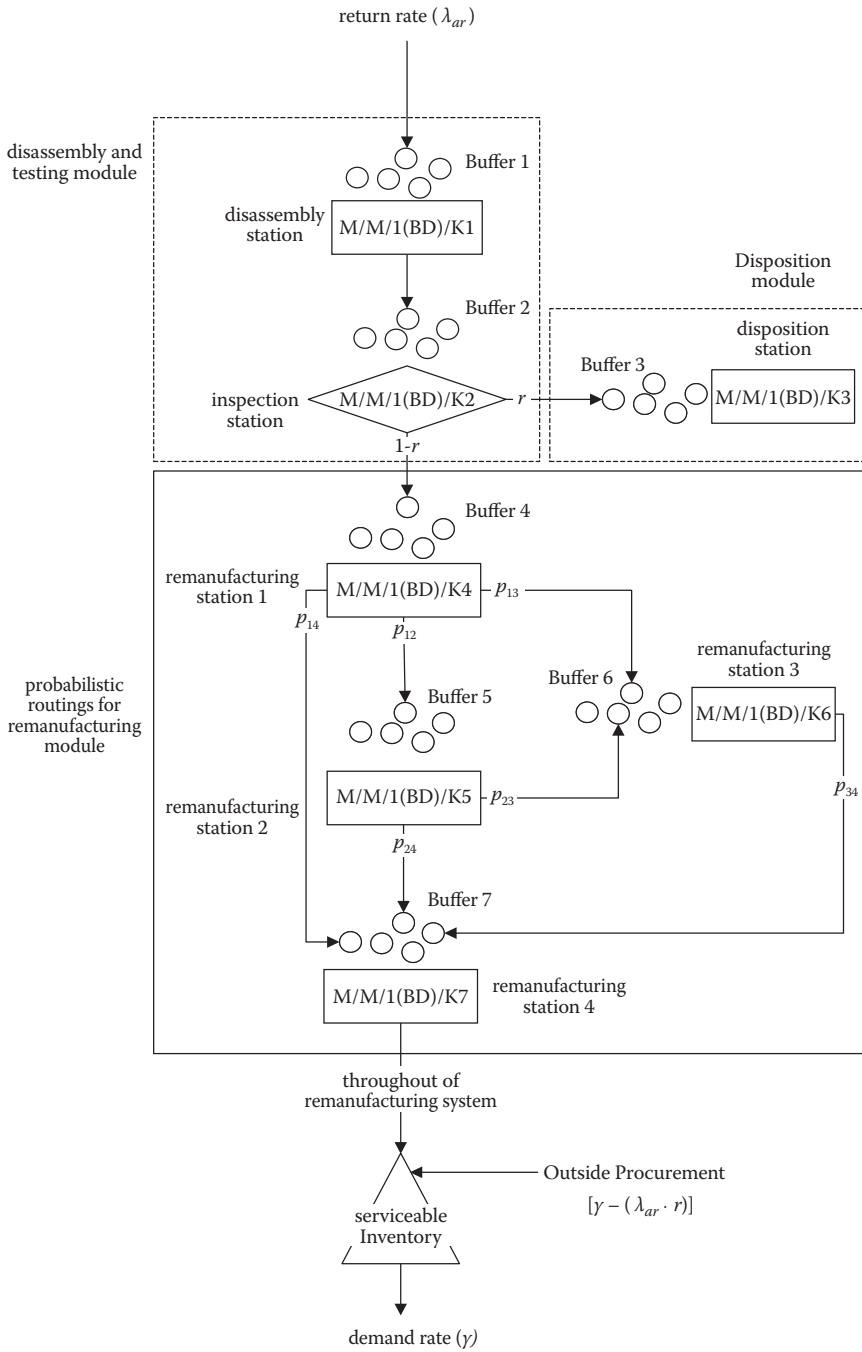 return rate (λ_ar)
disassembly and
testing module
Buffer 1
disassembly
station
M/M/1(BD)/K1
Disposition
module
Buffer 2
disposition
station
Buffer 3
inspection
station
M/M/1(BD)/K2
r
M/M/1(BD)/K3
1-r
Buffer 4
remanufacturing
station 1
M/M/1(BD)/K4
p13
p14
p12
remanufacturing
station 3
probabilistic
routings for
remanufacturing
module
Buffer 5
Buffer 6
M/M/1(BD)/K6
remanufacturing
station 2
M/M/1(BD)/K5
p23
p34
p24
Buffer 7
M/M/1(BD)/K7
remanufacturing
station 4
throughout of
remanufacturing system
Outside Procurement
[γ – (λ_ar · r)]
serviceable
Inventory
demand rate (γ)